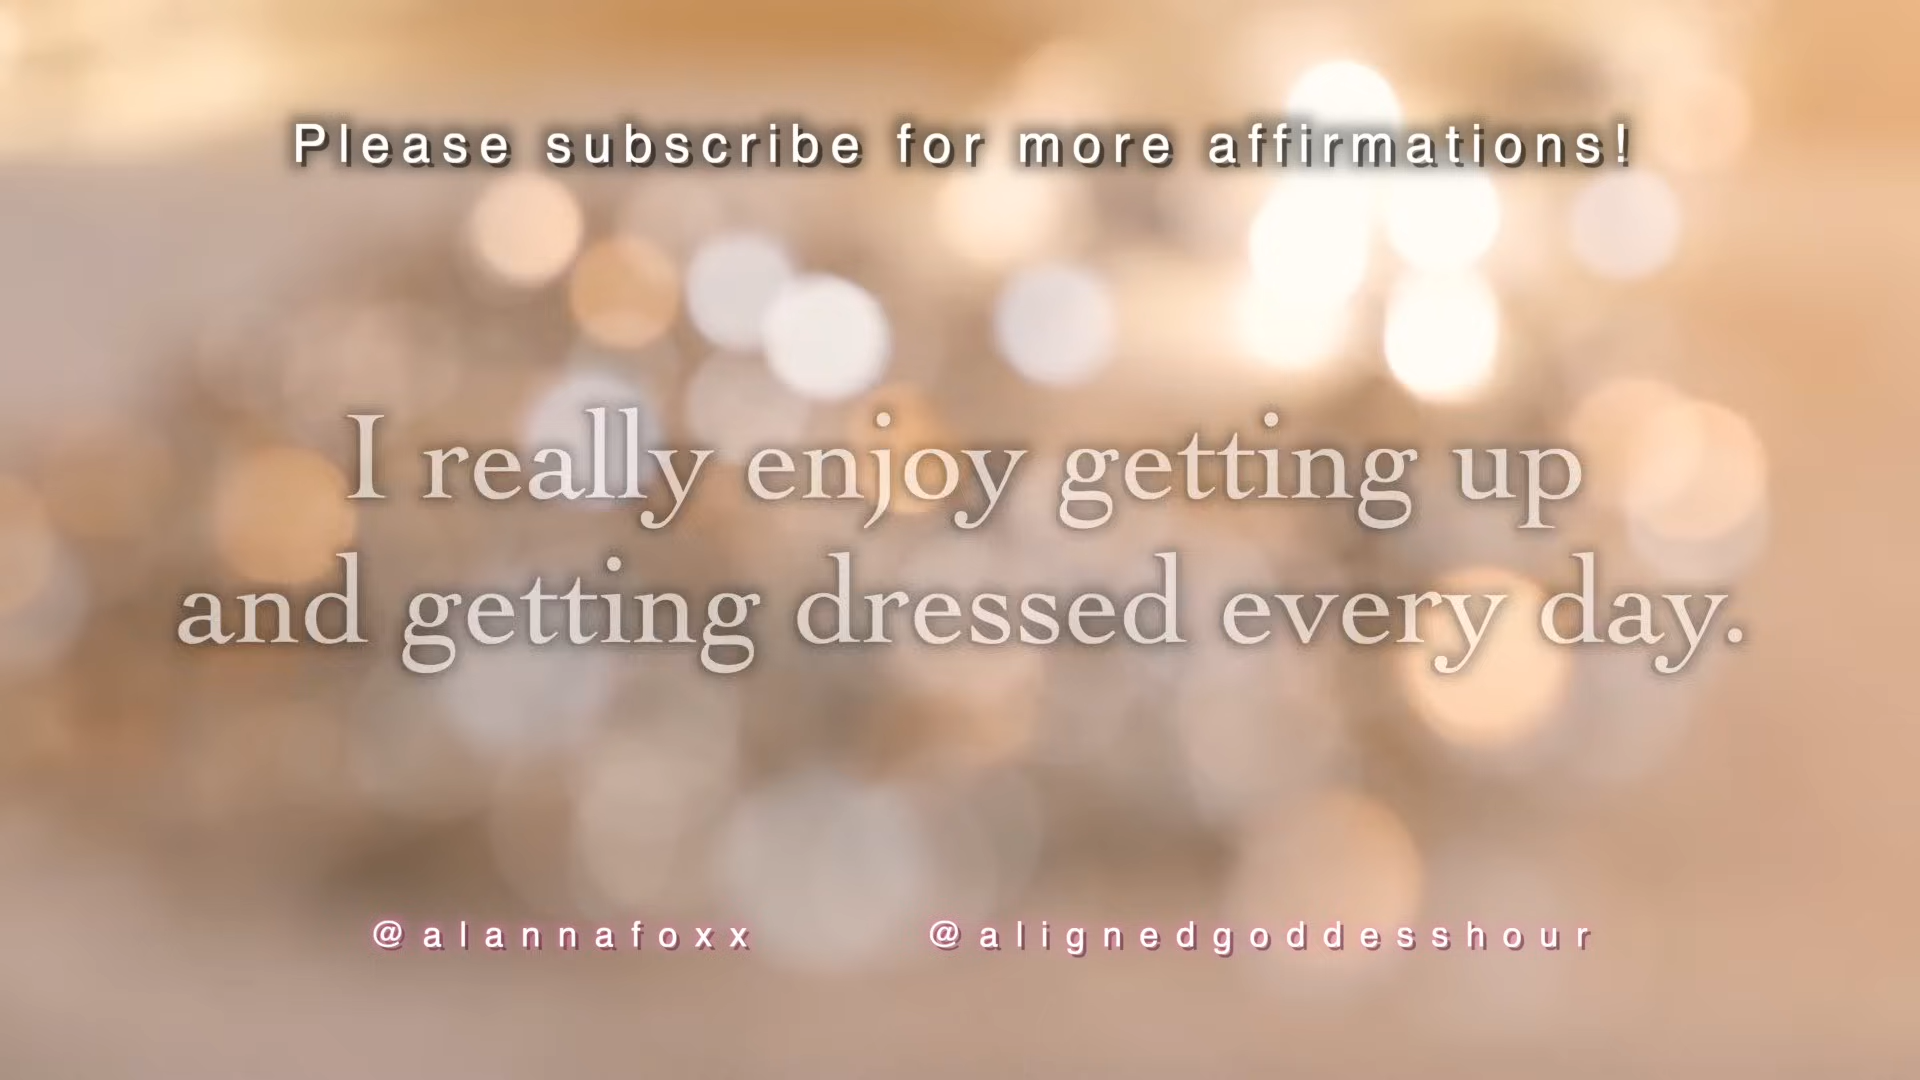 Please subscribe for more affirmations!
I really enjoy getting up
and getting dressed every day.
@alannafoxx @alignedgoddesshour